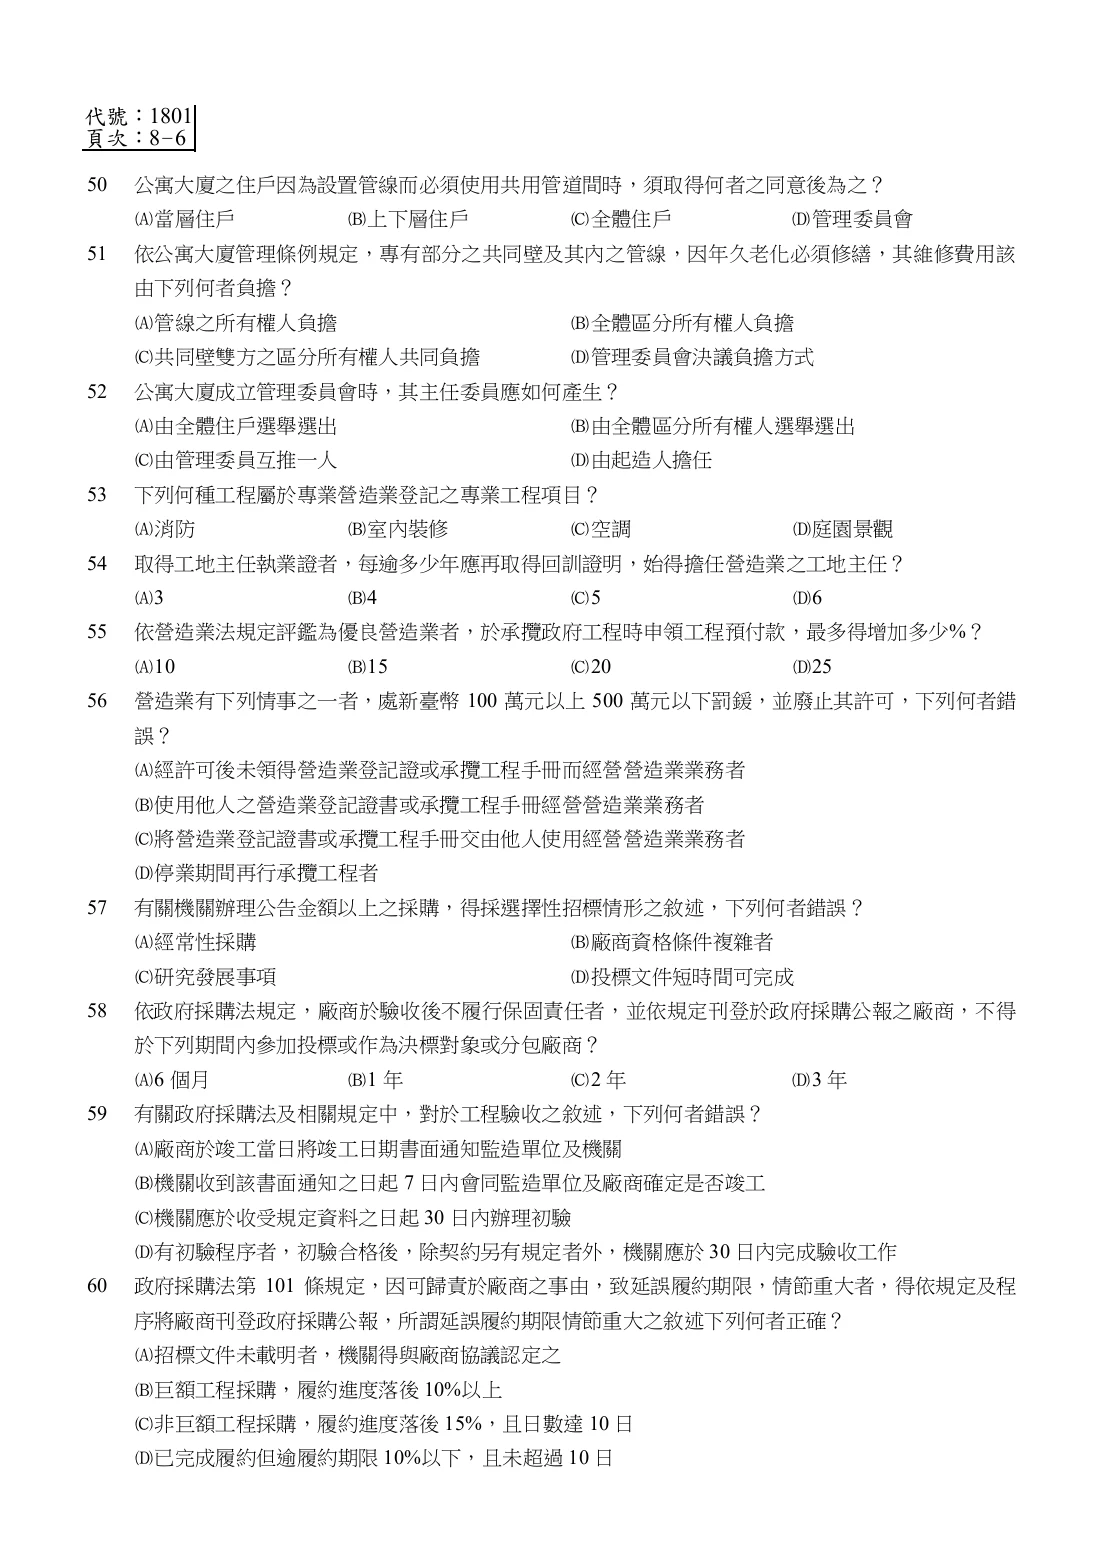 代號：1801
頁次：8－6
50 公寓大廈之住戶因為設置管線而必須使用共用管道間時，須取得何者之同意後為之？
(A)當層住戶 (B)上下層住戶 (C)全體住戶 (D)管理委員會
51 依公寓大廈管理條例規定，專有部分之共同壁及其內之管線，因年久老化必須修繕，其維修費用該
由下列何者負擔？
(A)管線之所有權人負擔 (B)全體區分所有權人負擔
(C)共同壁雙方之區分所有權人共同負擔 (D)管理委員會決議負擔方式
52 公寓大廈成立管理委員會時，其主任委員應如何產生？
(A)由全體住戶選舉選出 (B)由全體區分所有權人選舉選出
(C)由管理委員互推一人 (D)由起造人擔任
53 下列何種工程屬於專業營造業登記之專業工程項目？
(A)消防 (B)室內裝修 (C)空調 (D)庭園景觀
54 取得工地主任執業證者，每逾多少年應再取得回訓證明，始得擔任營造業之工地主任？
(A)3 (B)4 (C)5 (D)6
55 依營造業法規定評鑑為優良營造業者，於承攬政府工程時申領工程預付款，最多得增加多少%？
(A)10 (B)15 (C)20 (D)25
56 營造業有下列情事之一者，處新臺幣 100 萬元以上 500 萬元以下罰鍰，並廢止其許可，下列何者錯
誤？
(A)經許可後未領得營造業登記證或承攬工程手冊而經營營造業業務者
(B)使用他人之營造業登記證書或承攬工程手冊經營營造業業務者
(C)將營造業登記證書或承攬工程手冊交由他人使用經營營造業業務者
(D)停業期間再行承攬工程者
57 有關機關辦理公告金額以上之採購，得採選擇性招標情形之敘述，下列何者錯誤？
(A)經常性採購 (B)廠商資格條件複雜者
(C)研究發展事項 (D)投標文件短時間可完成
58 依政府採購法規定，廠商於驗收後不履行保固責任者，並依規定刊登於政府採購公報之廠商，不得
於下列期間內參加投標或作為決標對象或分包廠商？
(A)6 個月 (B)1 年 (C)2 年 (D)3 年
59 有關政府採購法及相關規定中，對於工程驗收之敘述，下列何者錯誤？
(A)廠商於竣工當日將竣工日期書面通知監造單位及機關
(B)機關收到該書面通知之日起 7 日內會同監造單位及廠商確定是否竣工
(C)機關應於收受規定資料之日起 30 日內辦理初驗
(D)有初驗程序者，初驗合格後，除契約另有規定者外，機關應於 30 日內完成驗收工作
60 政府採購法第 101 條規定，因可歸責於廠商之事由，致延誤履約期限，情節重大者，得依規定及程
序將廠商刊登政府採購公報，所謂延誤履約期限情節重大之敘述下列何者正確？
(A)招標文件未載明者，機關得與廠商協議認定之
(B)巨額工程採購，履約進度落後 10%以上
(C)非巨額工程採購，履約進度落後 15%，且日數達 10 日
(D)已完成履約但逾履約期限 10%以下，且未超過 10 日